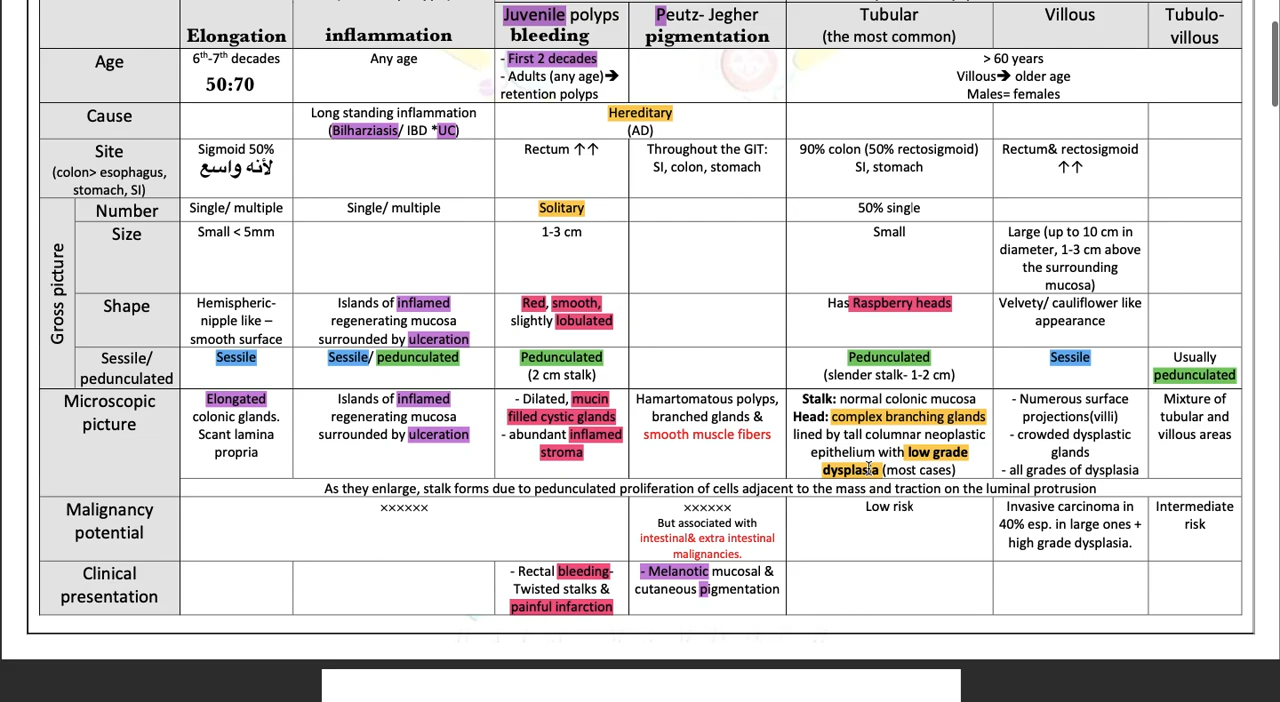 Juvenile polyps
Peutz- Jegher
Tubular
Villous
Tubulo-
Elongation
inflammation
bleeding
pigmentation
(the most common)
villous
Age
6th-7th decades
50:70
Any age
- First 2 decades
- Adults (any age)➔
retention polyps
> 60 years
Villous➔ older age
Males= females
Cause
Long standing inflammation
(Bilharziasis/ IBD *UC)
Hereditary
(AD)
Site
(colon> esophagus,
stomach, SI)
Sigmoid 50%
لأنه واسع
Rectum ↑↑
Throughout the GIT:
SI, colon, stomach
90% colon (50% rectosigmoid)
SI, stomach
Rectum& rectosigmoid
↑↑
Gross picture
Number
Single/ multiple
Single/ multiple
Solitary
50% single
Size
Small < 5mm
1-3 cm
Small
Large (up to 10 cm in
diameter, 1-3 cm above
the surrounding
mucosa)
Shape
Hemispheric-
nipple like –
smooth surface
Islands of inflamed
regenerating mucosa
surrounded by ulceration
Red, smooth,
slightly lobulated
Has Raspberry heads
Velvety/ cauliflower like
appearance
Sessile/
pedunculated
Sessile
Sessile/ pedunculated
Pedunculated
(2 cm stalk)
Pedunculated
(slender stalk- 1-2 cm)
Sessile
Usually
pedunculated
Microscopic
picture
Elongated
colonic glands.
Scant lamina
propria
Islands of inflamed
regenerating mucosa
surrounded by ulceration
- Dilated, mucin
filled cystic glands
- abundant inflamed
stroma
Hamartomatous polyps,
branched glands &
smooth muscle fibers
Stalk: normal colonic mucosa
Head: complex branching glands
lined by tall columnar neoplastic
epithelium with low grade
dysplasia (most cases)
- Numerous surface
projections(villi)
- crowded dysplastic
glands
- all grades of dysplasia
Mixture of
tubular and
villous areas
As they enlarge, stalk forms due to pedunculated proliferation of cells adjacent to the mass and traction on the luminal protrusion
Malignancy
potential
××××××
××××××
But associated with
intestinal& extra intestinal
malignancies.
Low risk
Invasive carcinoma in
40% esp. in large ones +
high grade dysplasia.
Intermediate
risk
Clinical
presentation
- Rectal bleeding-
Twisted stalks &
painful infarction
- Melanotic mucosal &
cutaneous pigmentation